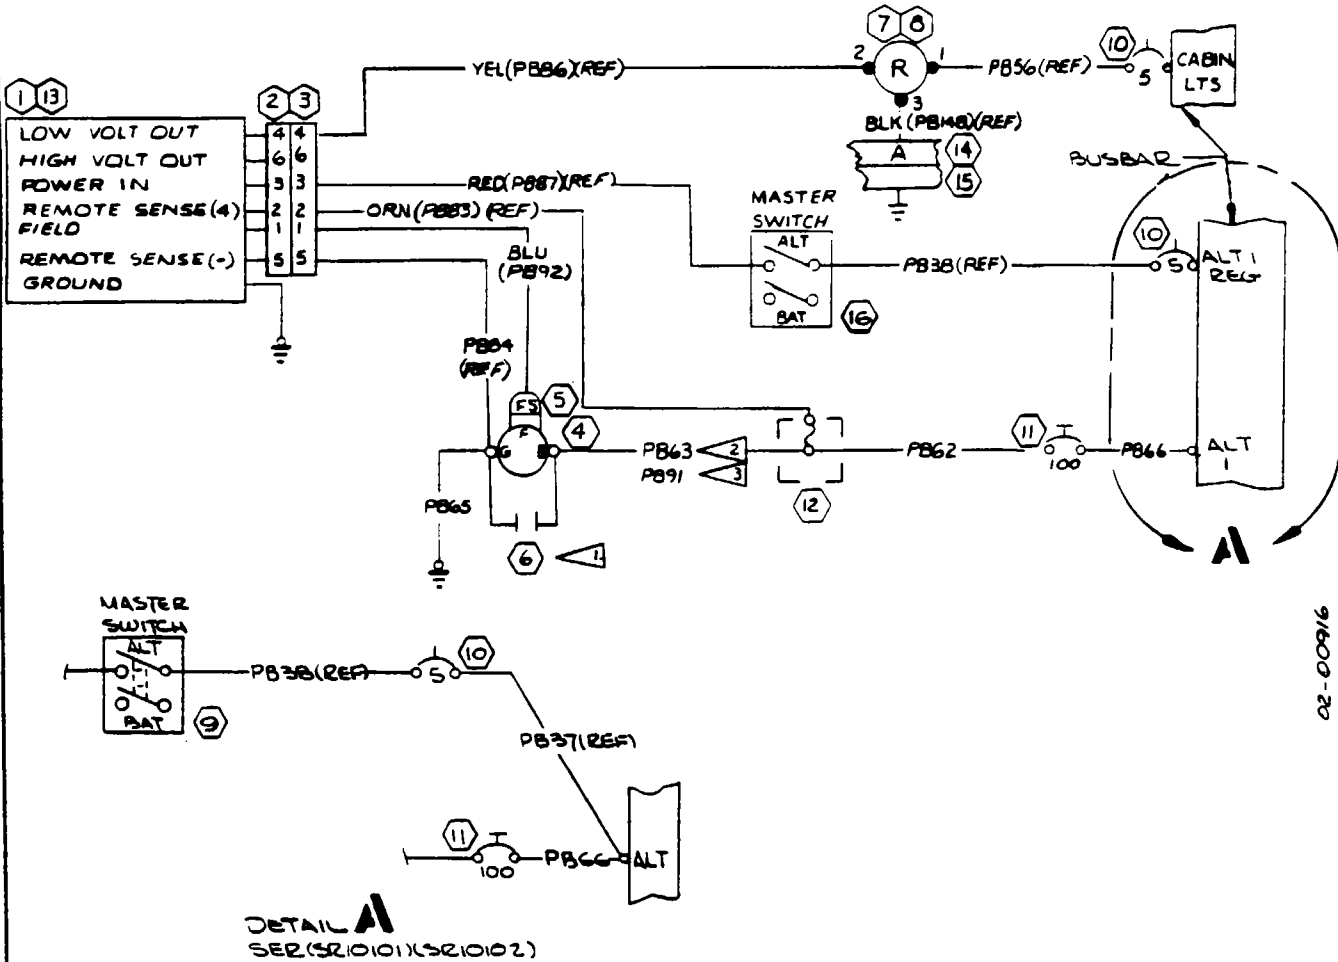 7 8
2 1
R
3
YEL(PB86)(REF)
PB56(REF)
10
5
CABIN
LTS
1 13
2 3
LOW VOLT OUT 4 4
HIGH VOLT OUT 6 6
POWER IN 3 3
REMOTE SENSE(4) 2 2
FIELD 1 1
REMOTE SENSE(-) 5 5
GROUND
BLK(PB148)(REF)
A
14
15
BUSBAR
RED(PB87)(REF)
ORN(PB83)(REF)
BLU
(PB92)
MASTER
SWITCH
ALT
BAT
16
PB38(REF)
10
5
ALT 1
REG
PB84
(REF)
FS
5
F
4
G
PB63
2
PB91
3
12
PB62
11
100
PB66
ALT
1
PB65
6
1
A
02-00916
MASTER
SWITCH
ALT
BAT
9
PB38(REF)
10
5
PB37(REF)
11
100
PB66
ALT
DETAIL A
SER(SR10101)(SR10102)